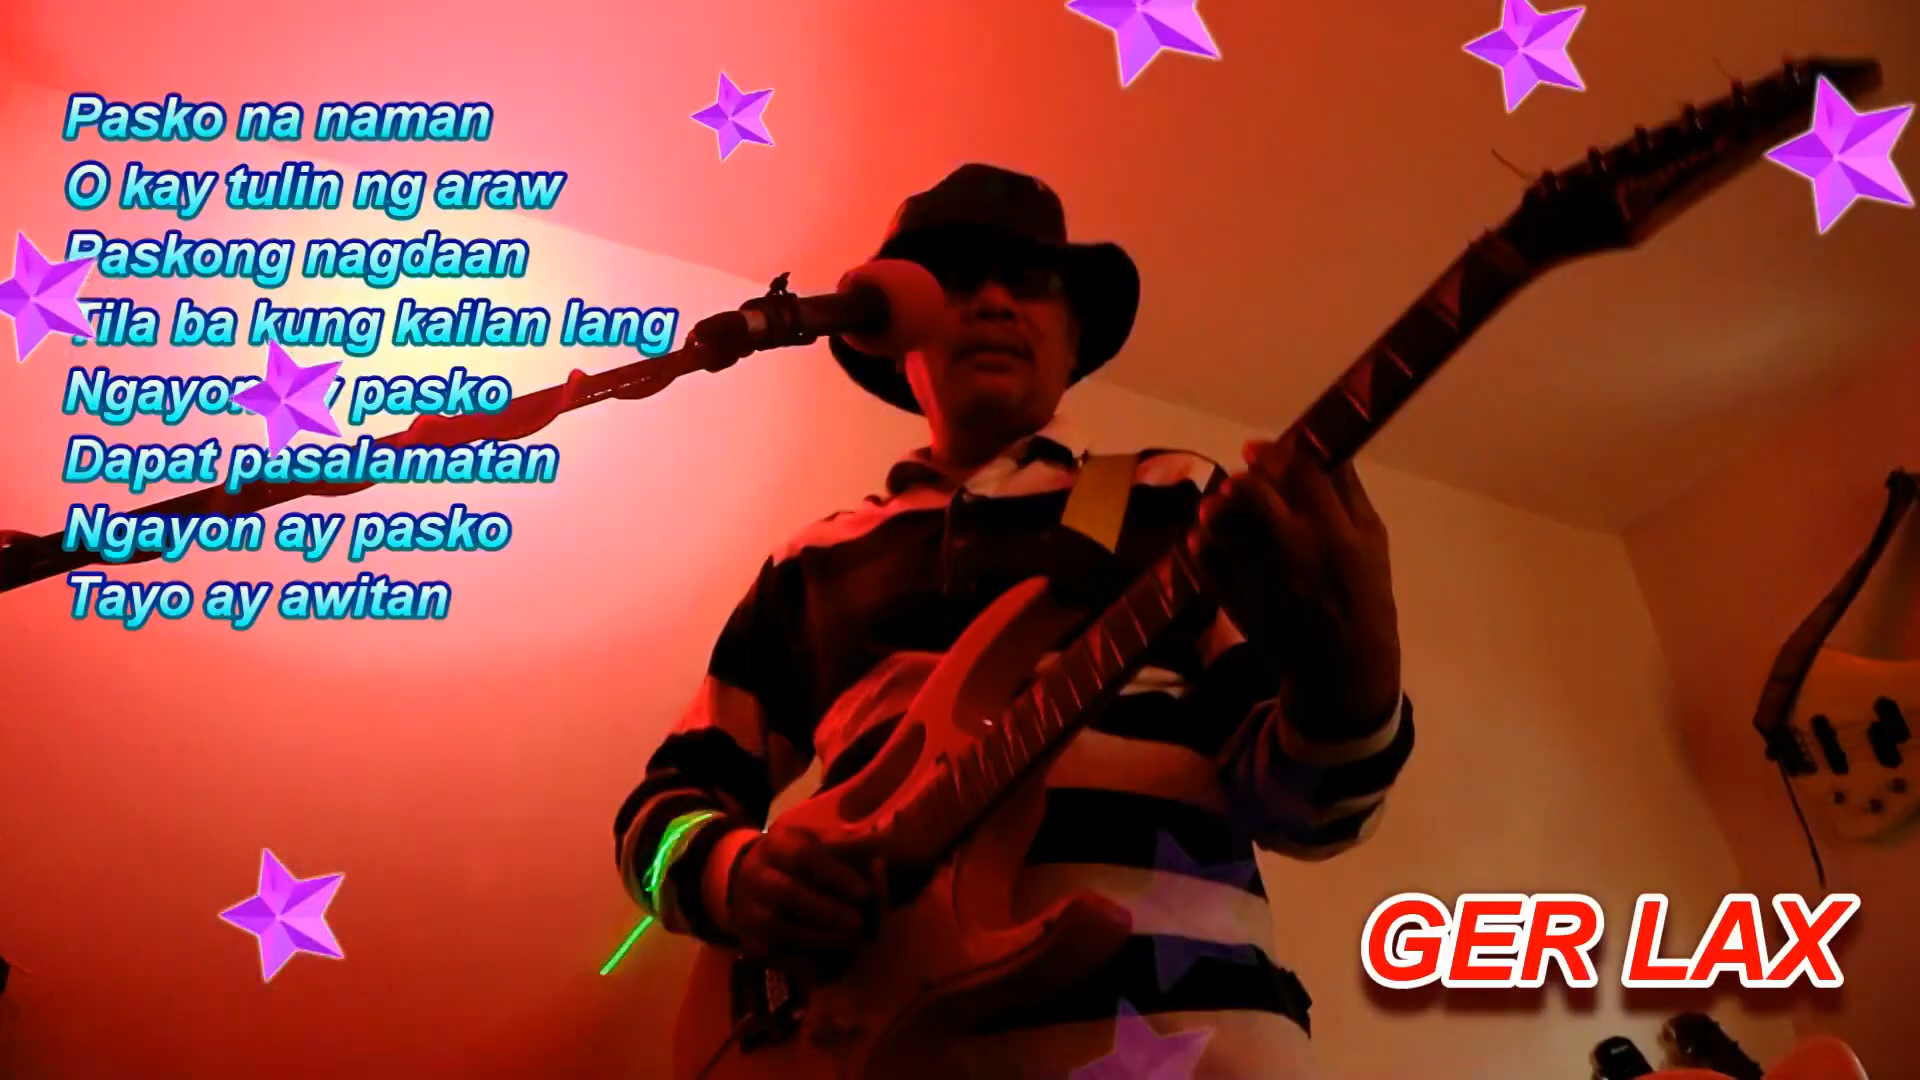 Pasko na naman
O kay tulin ng araw
Paskong nagdaan
Tila ba kung kailan lang
Ngayon ay pasko
Dapat pasalamatan
Ngayon ay pasko
Tayo ay awitan
GER LAX